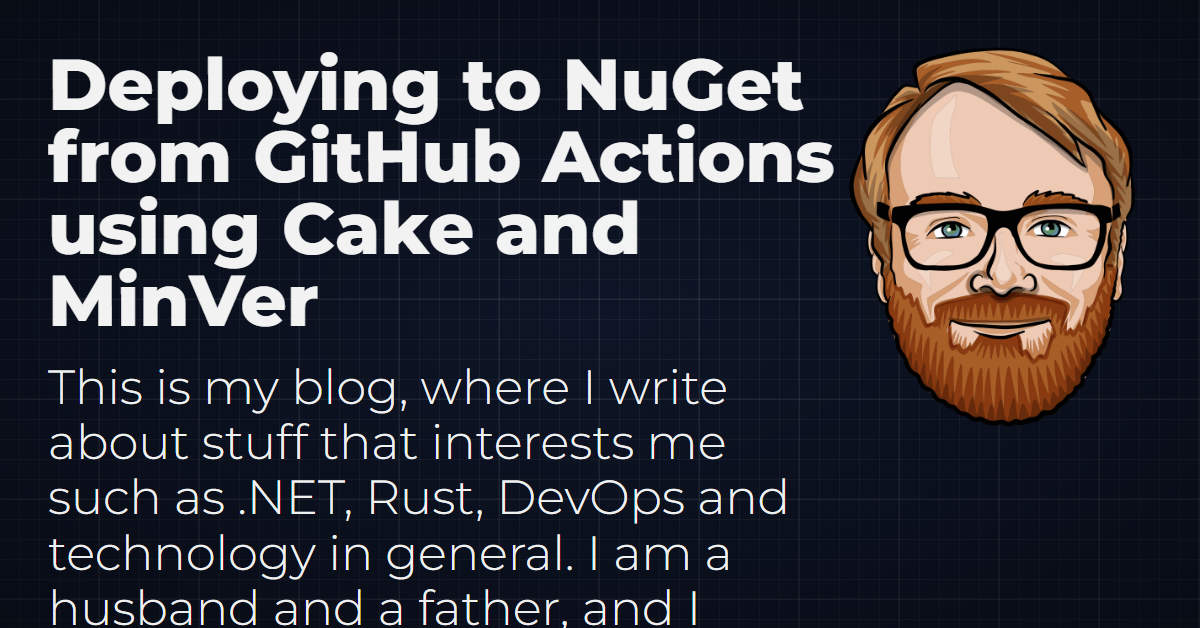 Deploying to NuGet
from GitHub Actions
using Cake and
MinVer
This is my blog, where I write
about stuff that interests me
such as .NET, Rust, DevOps and
technology in general. I am a
husband and a father, and I